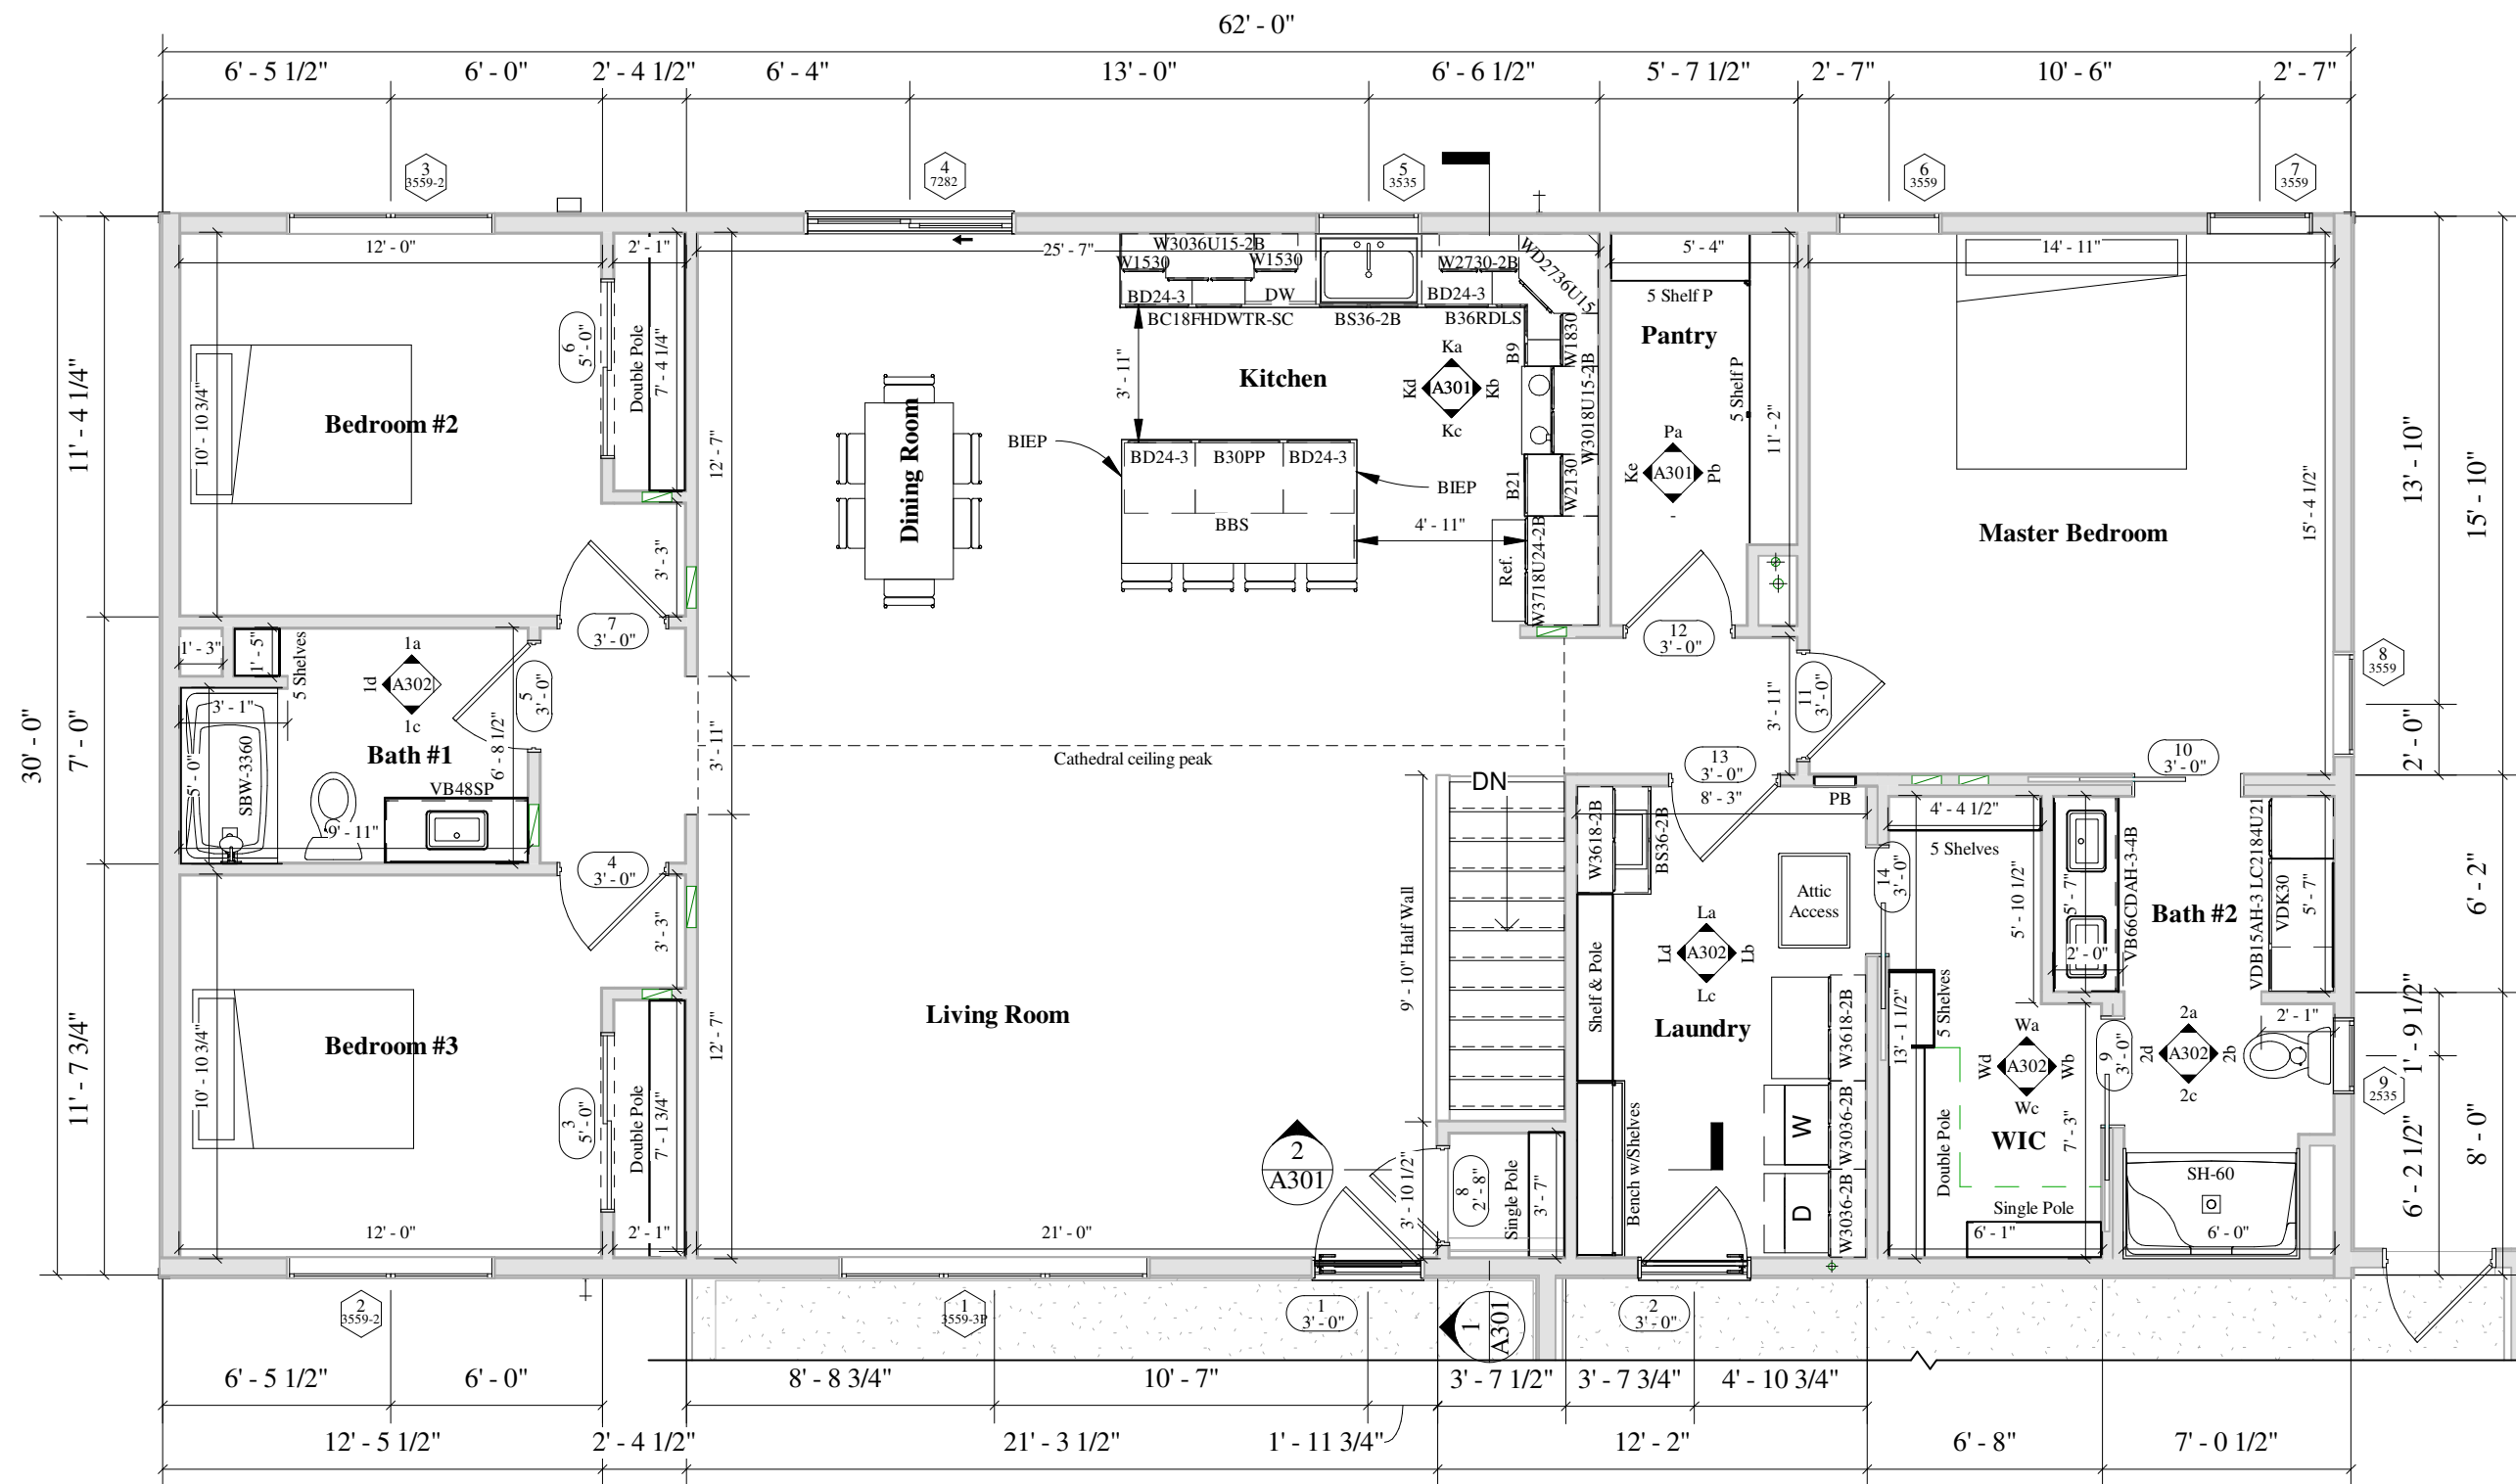 62' - 0"
6' - 5 1/2"
6' - 0"
2' - 4 1/2"
6' - 4"
13' - 0"
6' - 6 1/2"
5' - 7 1/2"
2' - 7"
10' - 6"
2' - 7"
3
3559-2
4
7282
5
3535
6
3559
7
3559
12' - 0"
2' - 1"
25' - 7"
W3036U15-2B
W1530
W1530
W2730-2B
WD2736U15
5' - 4"
14' - 11"
BD24-3
DW
BD24-3
BC18FHDWTR-SC
BS36-2B
B36RDLS
5 Shelf P
Pantry
6
5' - 0"
Double Pole
7' - 4 1/4"
3' - 11"
Kitchen
Ka
Kd
A301
Kb
Kc
B9
W1830
W3018U15-2B
5 Shelf P
11' - 2"
11' - 4 1/4"
10' - 10 3/4"
Bedroom #2
12' - 7"
Dining Room
BIEP
BD24-3
B30PP
BD24-3
BIEP
BBS
4' - 11"
B21
W2130
Pa
Ke
A301
Pb
-
Ref.
W3718U24-2B
Master Bedroom
15' - 4 1/2"
13' - 10"
15' - 10"
3' - 3"
7
3' - 0"
12
3' - 0"
1' - 3"
1' - 5"
5 Shelves
1a
1d
A302
1c
5
3' - 0"
11
3' - 0"
3' - 11"
8
3559
30' - 0"
7' - 0"
3' - 1"
5' - 0"
SBW-3360
Bath #1
6' - 8 1/2"
VB48SP
9' - 11"
3' - 11"
Cathedral ceiling peak
DN
13
3' - 0"
8' - 3"
PB
10
3' - 0"
2' - 0"
4
3' - 0"
W3618-2B
BS36-2B
Attic
Access
14
3' - 0"
4' - 4 1/2"
5 Shelves
5' - 10 1/2"
5' - 7"
2' - 0"
VB66CDAH-3-4B
Bath #2
VDB15AH-3 LC2184U21
VDK30
5' - 7"
6' - 2"
3' - 3"
9' - 10" Half Wall
Shelf & Pole
La
Ld
A302
Lb
Lc
Laundry
W3618-2B
13' - 1 1/2"
5 Shelves
Living Room
12' - 7"
11' - 7 3/4"
10' - 10 3/4"
Bedroom #3
3
5' - 0"
Double Pole
7' - 1 3/4"
Wa
Wd
A302
Wb
Wc
WIC
7' - 3"
9
3' - 0"
2a
2d
A302
2b
2c
2' - 1"
9
2535
1' - 9 1/2"
6' - 2 1/2"
8' - 0"
2
A301
3' - 10 1/2"
8
2' - 8"
Single Pole
3' - 7"
Bench w/Shelves
W
D
W3036-2B
W3036-2B
Double Pole
Single Pole
6' - 1"
SH-60
6' - 0"
12' - 0"
2' - 1"
21' - 0"
2
3559-2
1
3559-3P
1
3' - 0"
1
A301
2
3' - 0"
6' - 5 1/2"
6' - 0"
8' - 8 3/4"
10' - 7"
3' - 7 1/2"
3' - 7 3/4"
4' - 10 3/4"
12' - 5 1/2"
2' - 4 1/2"
21' - 3 1/2"
1' - 11 3/4"
12' - 2"
6' - 8"
7' - 0 1/2"